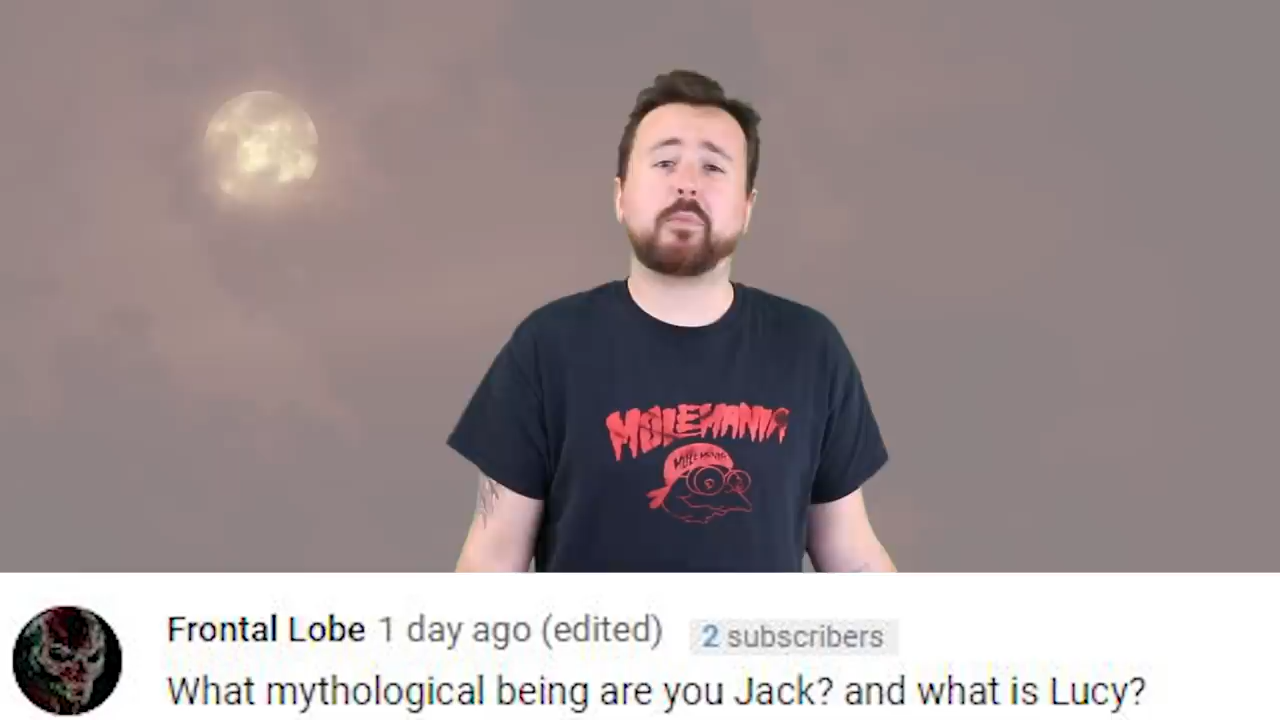 MOLEMANIA
MOLEMANIA
Frontal Lobe 1 day ago (edited) 2 subscribers
What mythological being are you Jack? and what is Lucy?